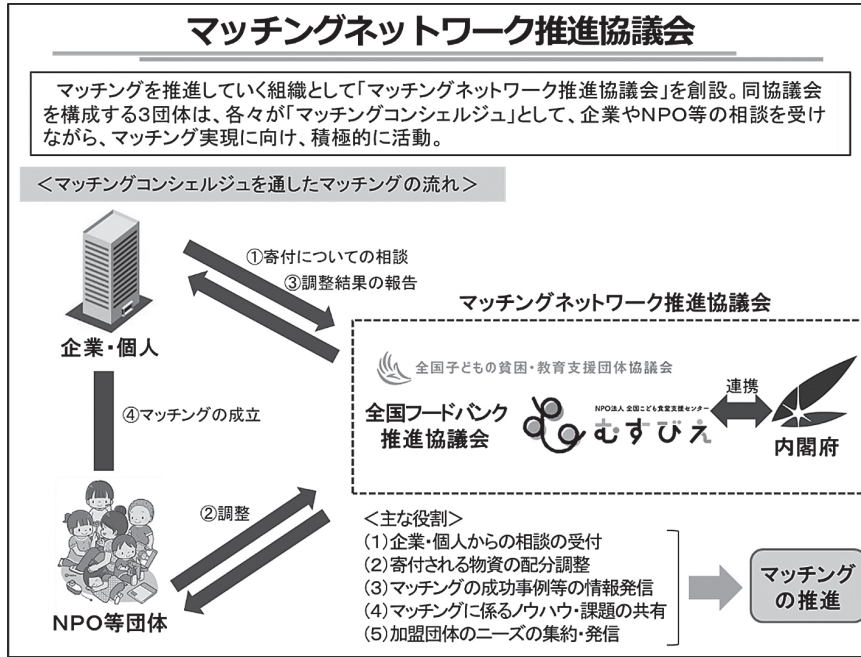 マッチングネットワーク推進協議会
マッチングを推進していく組織として「マッチングネットワーク推進協議会」を創設。同協議会
を構成する3団体は、各々が「マッチングコンシェルジュ」として、企業やNPO等の相談を受け
ながら、マッチング実現に向け、積極的に活動。
＜マッチングコンシェルジュを通したマッチングの流れ＞
①寄付についての相談
③調整結果の報告
企業・個人
マッチングネットワーク推進協議会
全国子どもの貧困・教育支援団体協議会
全国フードバンク
推進協議会
NPO法人 全国こども食堂支援センター
むすびえ
連携
内閣府
④マッチングの成立
②調整
NPO等団体
＜主な役割＞
(1)企業・個人からの相談の受付
(2)寄付される物資の配分調整
(3)マッチングの成功事例等の情報発信
(4)マッチングに係るノウハウ・課題の共有
(5)加盟団体のニーズの集約・発信
マッチング
の推進